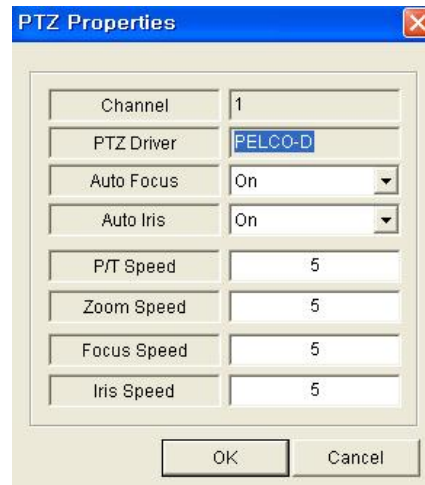 PTZ Properties
Channel 1
PTZ Driver PELCO-D
Auto Focus On
Auto Iris On
P/T Speed 5
Zoom Speed 5
Focus Speed 5
Iris Speed 5
OK Cancel